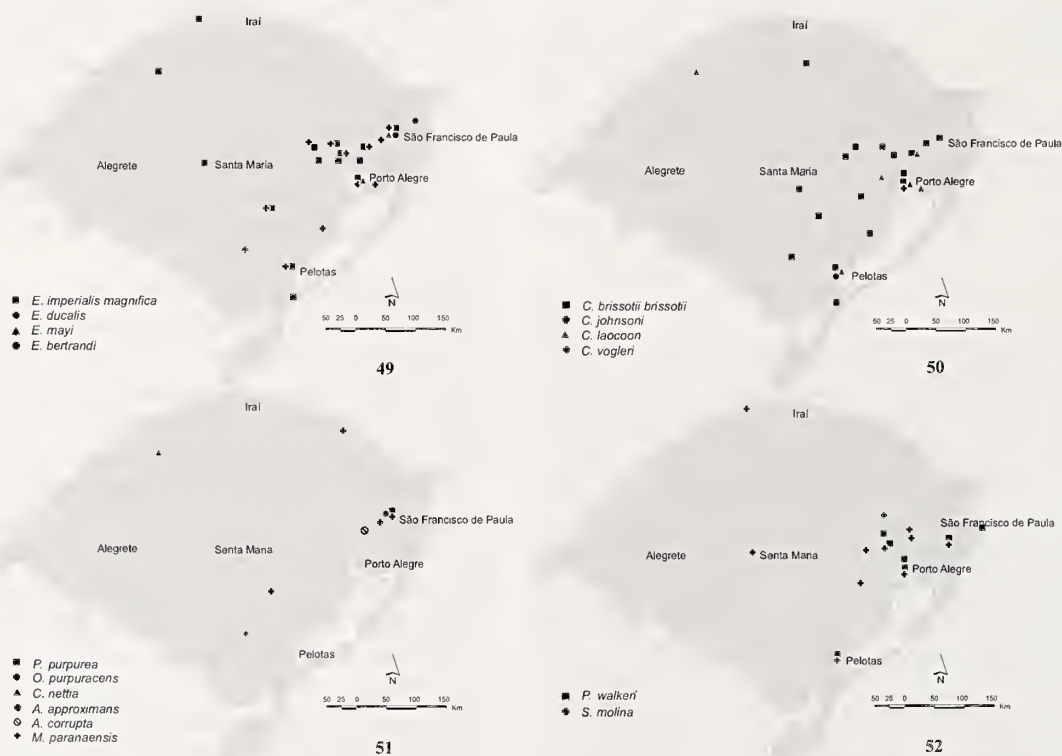 Iraí
Alegrete
Santa Maria
São Francisco de Paula
Porto Alegre
Pelotas
N
50 25 0 50 100 150
Km
E. imperialis magnifica
E. ducalis
E. mayi
E. bertrandi
49
Iraí
Alegrete
Santa Maria
São Francisco de Paula
Porto Alegre
Pelotas
N
50 25 0 50 100 150
Km
C. brissotii brissotii
C. johnsoni
C. laocoon
C. vogleri
50
Iraí
Alegrete
Santa Maria
São Francisco de Paula
Porto Alegre
Pelotas
N
50 25 0 50 100 150
Km
P. purpurea
O. purpuracens
C. nettia
A. approximans
A. corrupta
M. paranaensis
51
Iraí
Alegrete
Santa Maria
São Francisco de Paula
Porto Alegre
Pelotas
N
50 25 0 50 100 150
Km
P. walkeri
S. molina
52